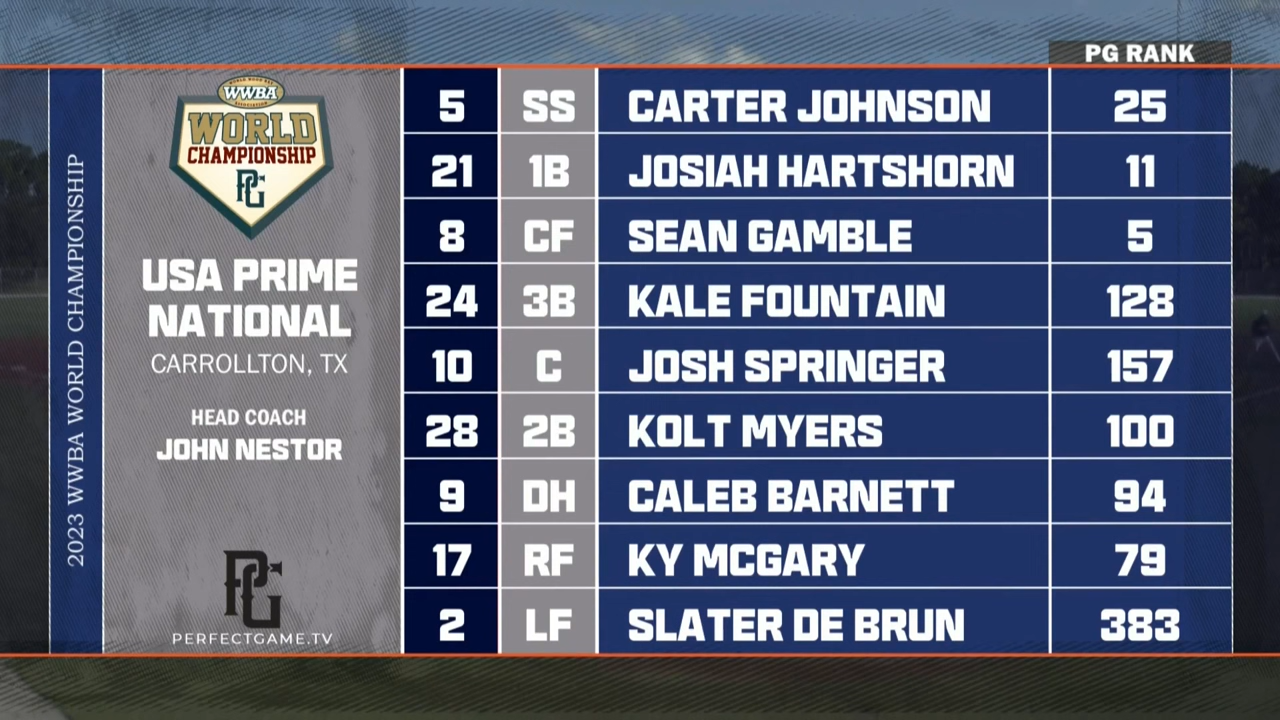 PG RANK
2023 WWBA WORLD CHAMPIONSHIP
WWBA
WORLD
CHAMPIONSHIP
PG
USA PRIME
NATIONAL
CARROLLTON, TX
HEAD COACH
JOHN NESTOR
PG
PERFECTGAME.TV
5 SS CARTER JOHNSON 25
21 1B JOSIAH HARTSHORN 11
8 CF SEAN GAMBLE 5
24 3B KALE FOUNTAIN 128
10 C JOSH SPRINGER 157
28 2B KOLT MYERS 100
9 DH CALEB BARNETT 94
17 RF KY MCGARY 79
2 LF SLATER DE BRUN 383